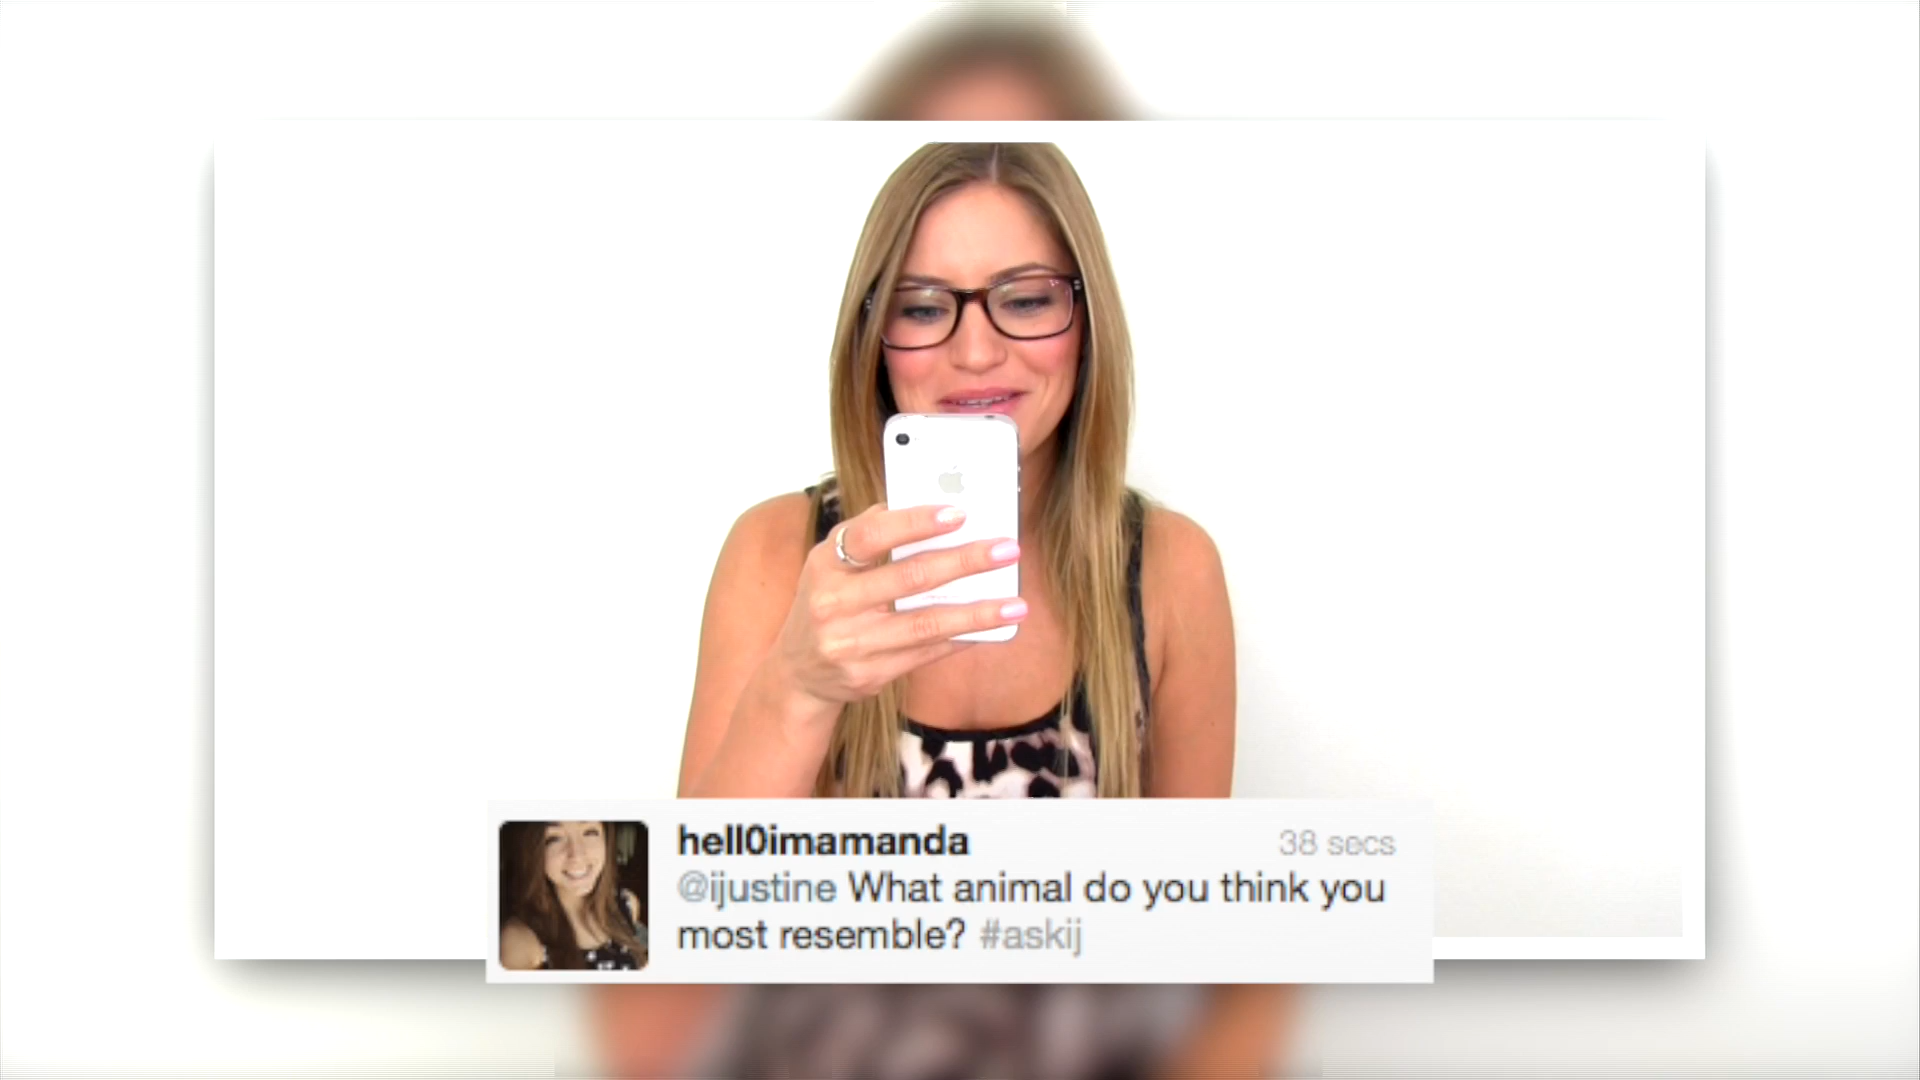 hell0imamanda 38 secs
@ijustine What animal do you think you
most resemble? #askij